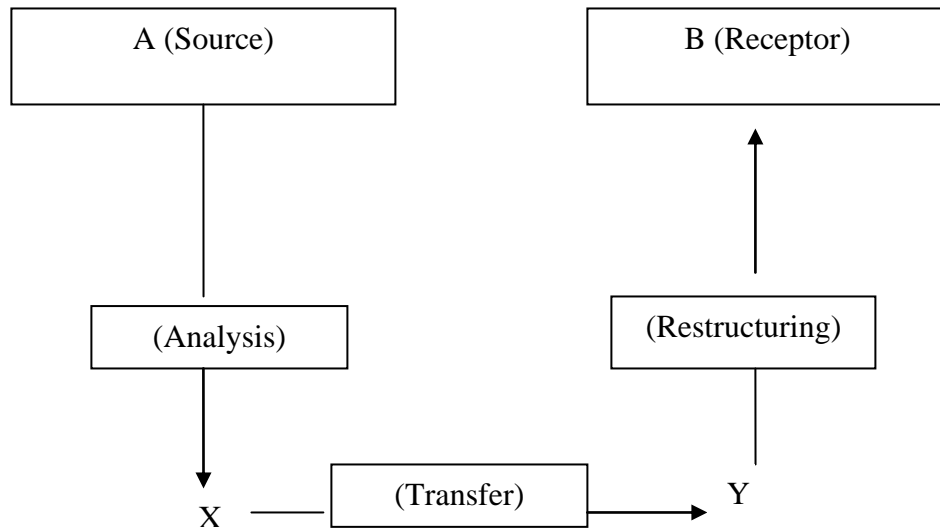 A (Source)
B (Receptor)
(Analysis)
(Restructuring)
(Transfer)
X
Y